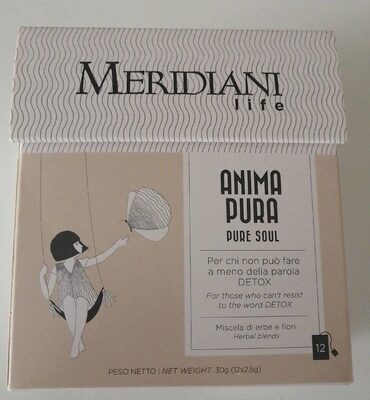 MERIDIANI
life
ANIMA
PURA
PURE SOUL
Per chi non può fare
a meno della parola
DETOX
For those who can't resist
to the word DETOX
Miscela di erbe e fiori
Herbal blends
12
PESO NETTO | NET WEIGHT: 30g (12x2,5g)